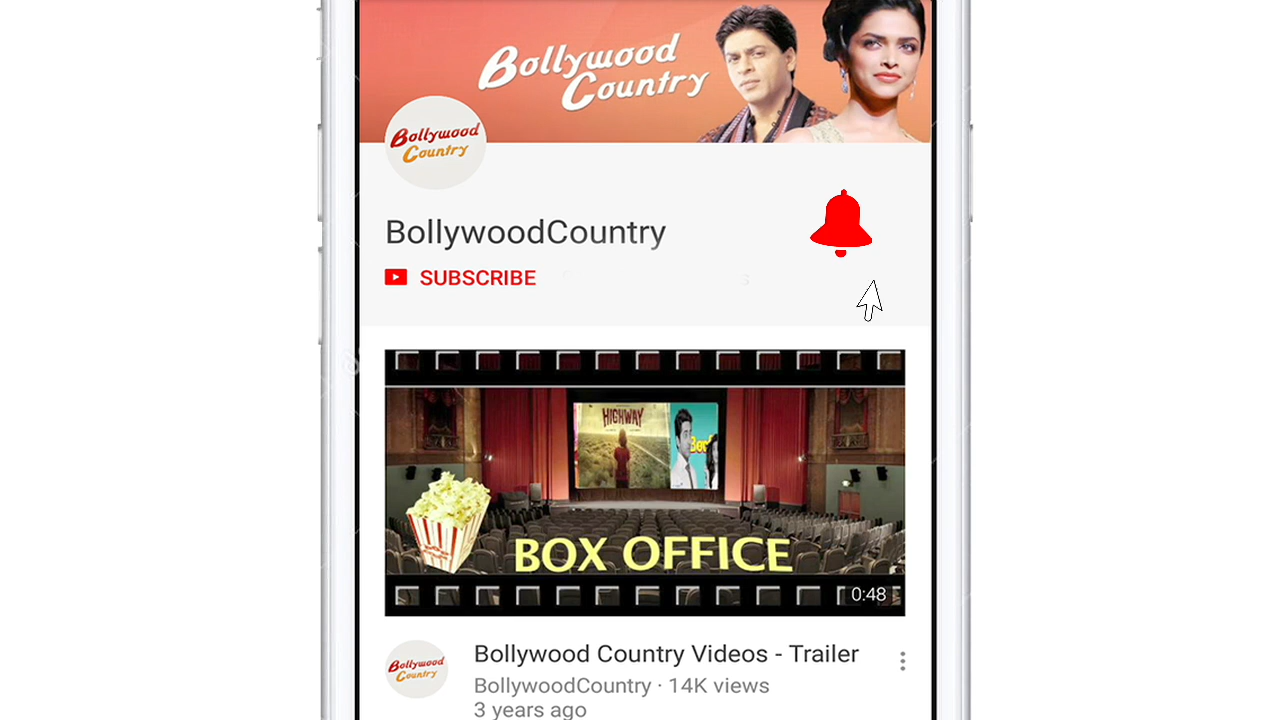 Bollywood
Country
Bollywood
Country
BollywoodCountry
SUBSCRIBE
HIGHWAY
BOX OFFICE
0:48
Bollywood Country Videos - Trailer
Bollywood
Country
BollywoodCountry · 14K views
3 years ago